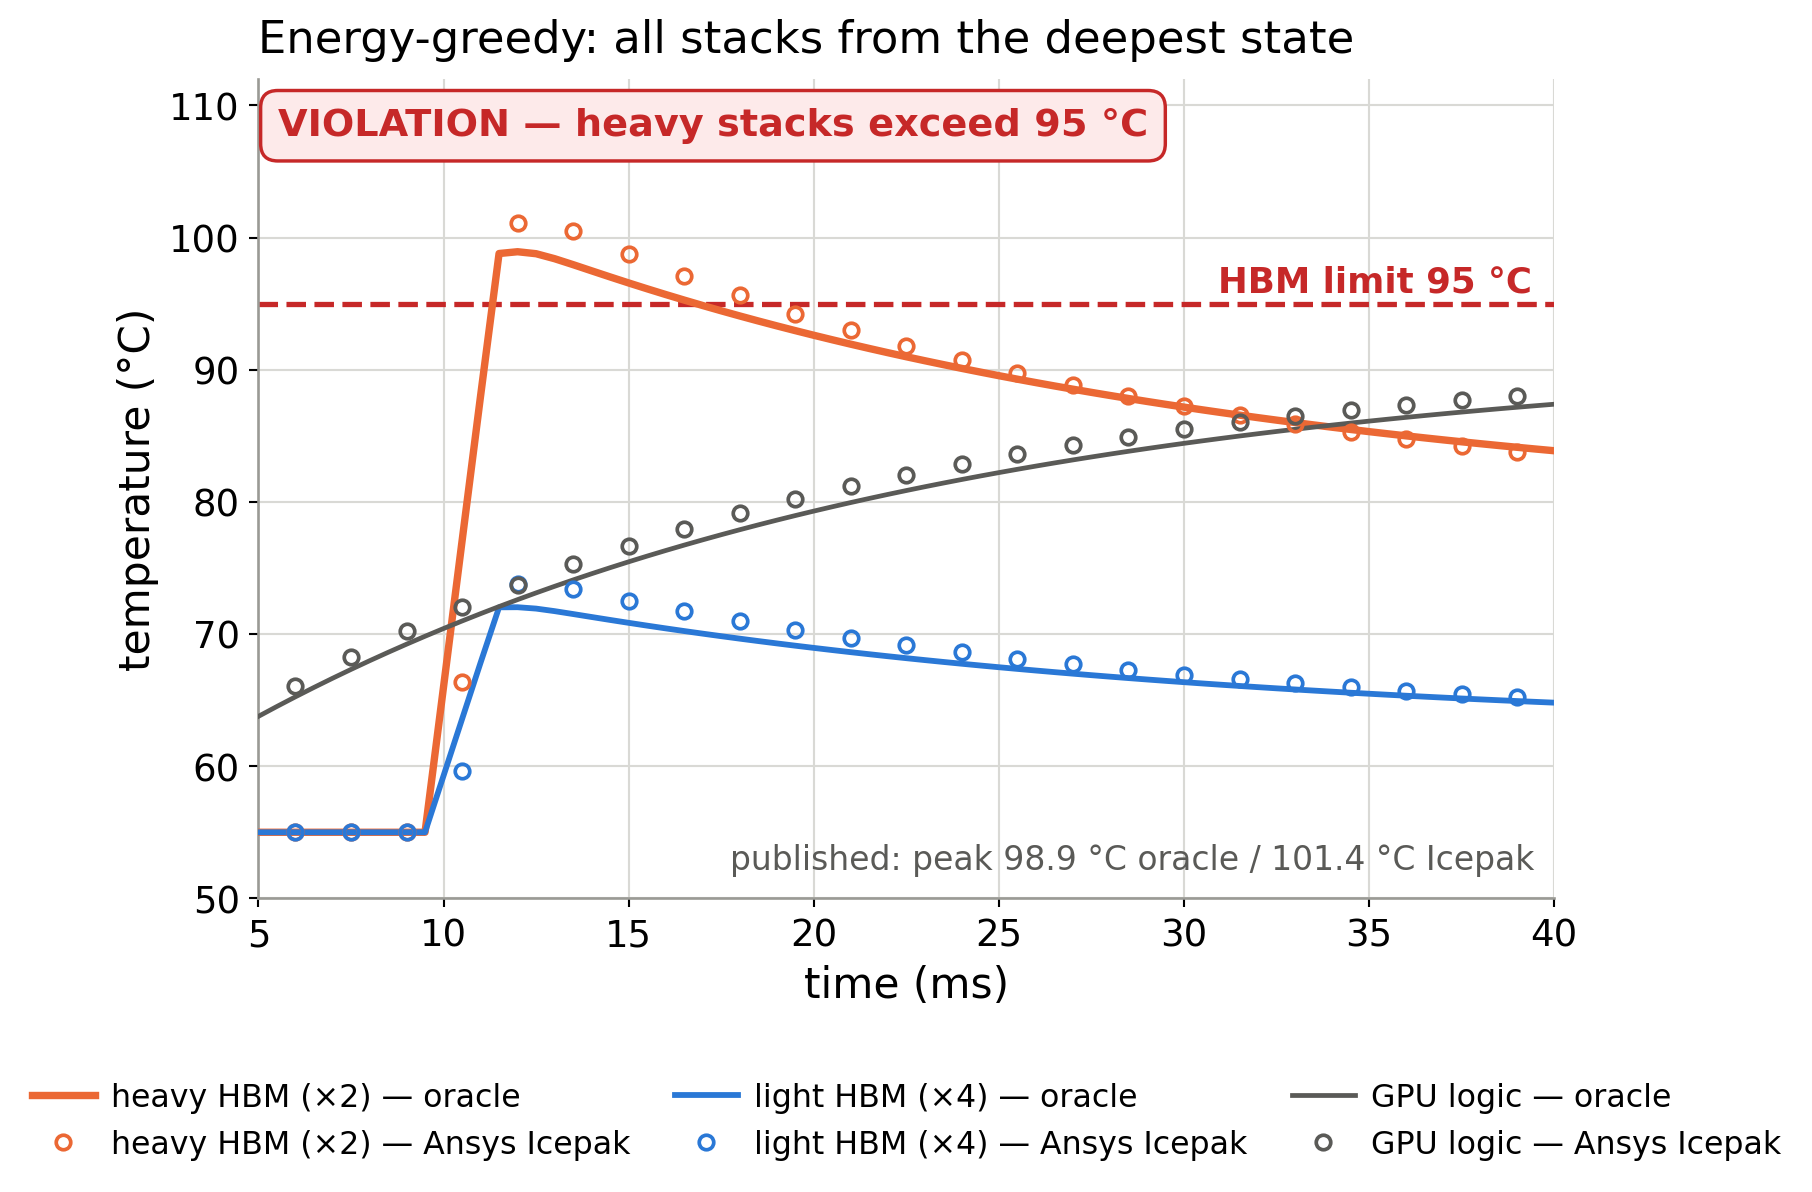 Energy-greedy: all stacks from the deepest state
VIOLATION — heavy stacks exceed 95 °C
HBM limit 95 °C
published: peak 98.9 °C oracle / 101.4 °C Icepak
temperature (°C)
110
100
90
80
70
60
50
5 10 15 20 25 30 35 40
time (ms)
heavy HBM (×2) — oracle
heavy HBM (×2) — Ansys Icepak
light HBM (×4) — oracle
light HBM (×4) — Ansys Icepak
GPU logic — oracle
GPU logic — Ansys Icepak